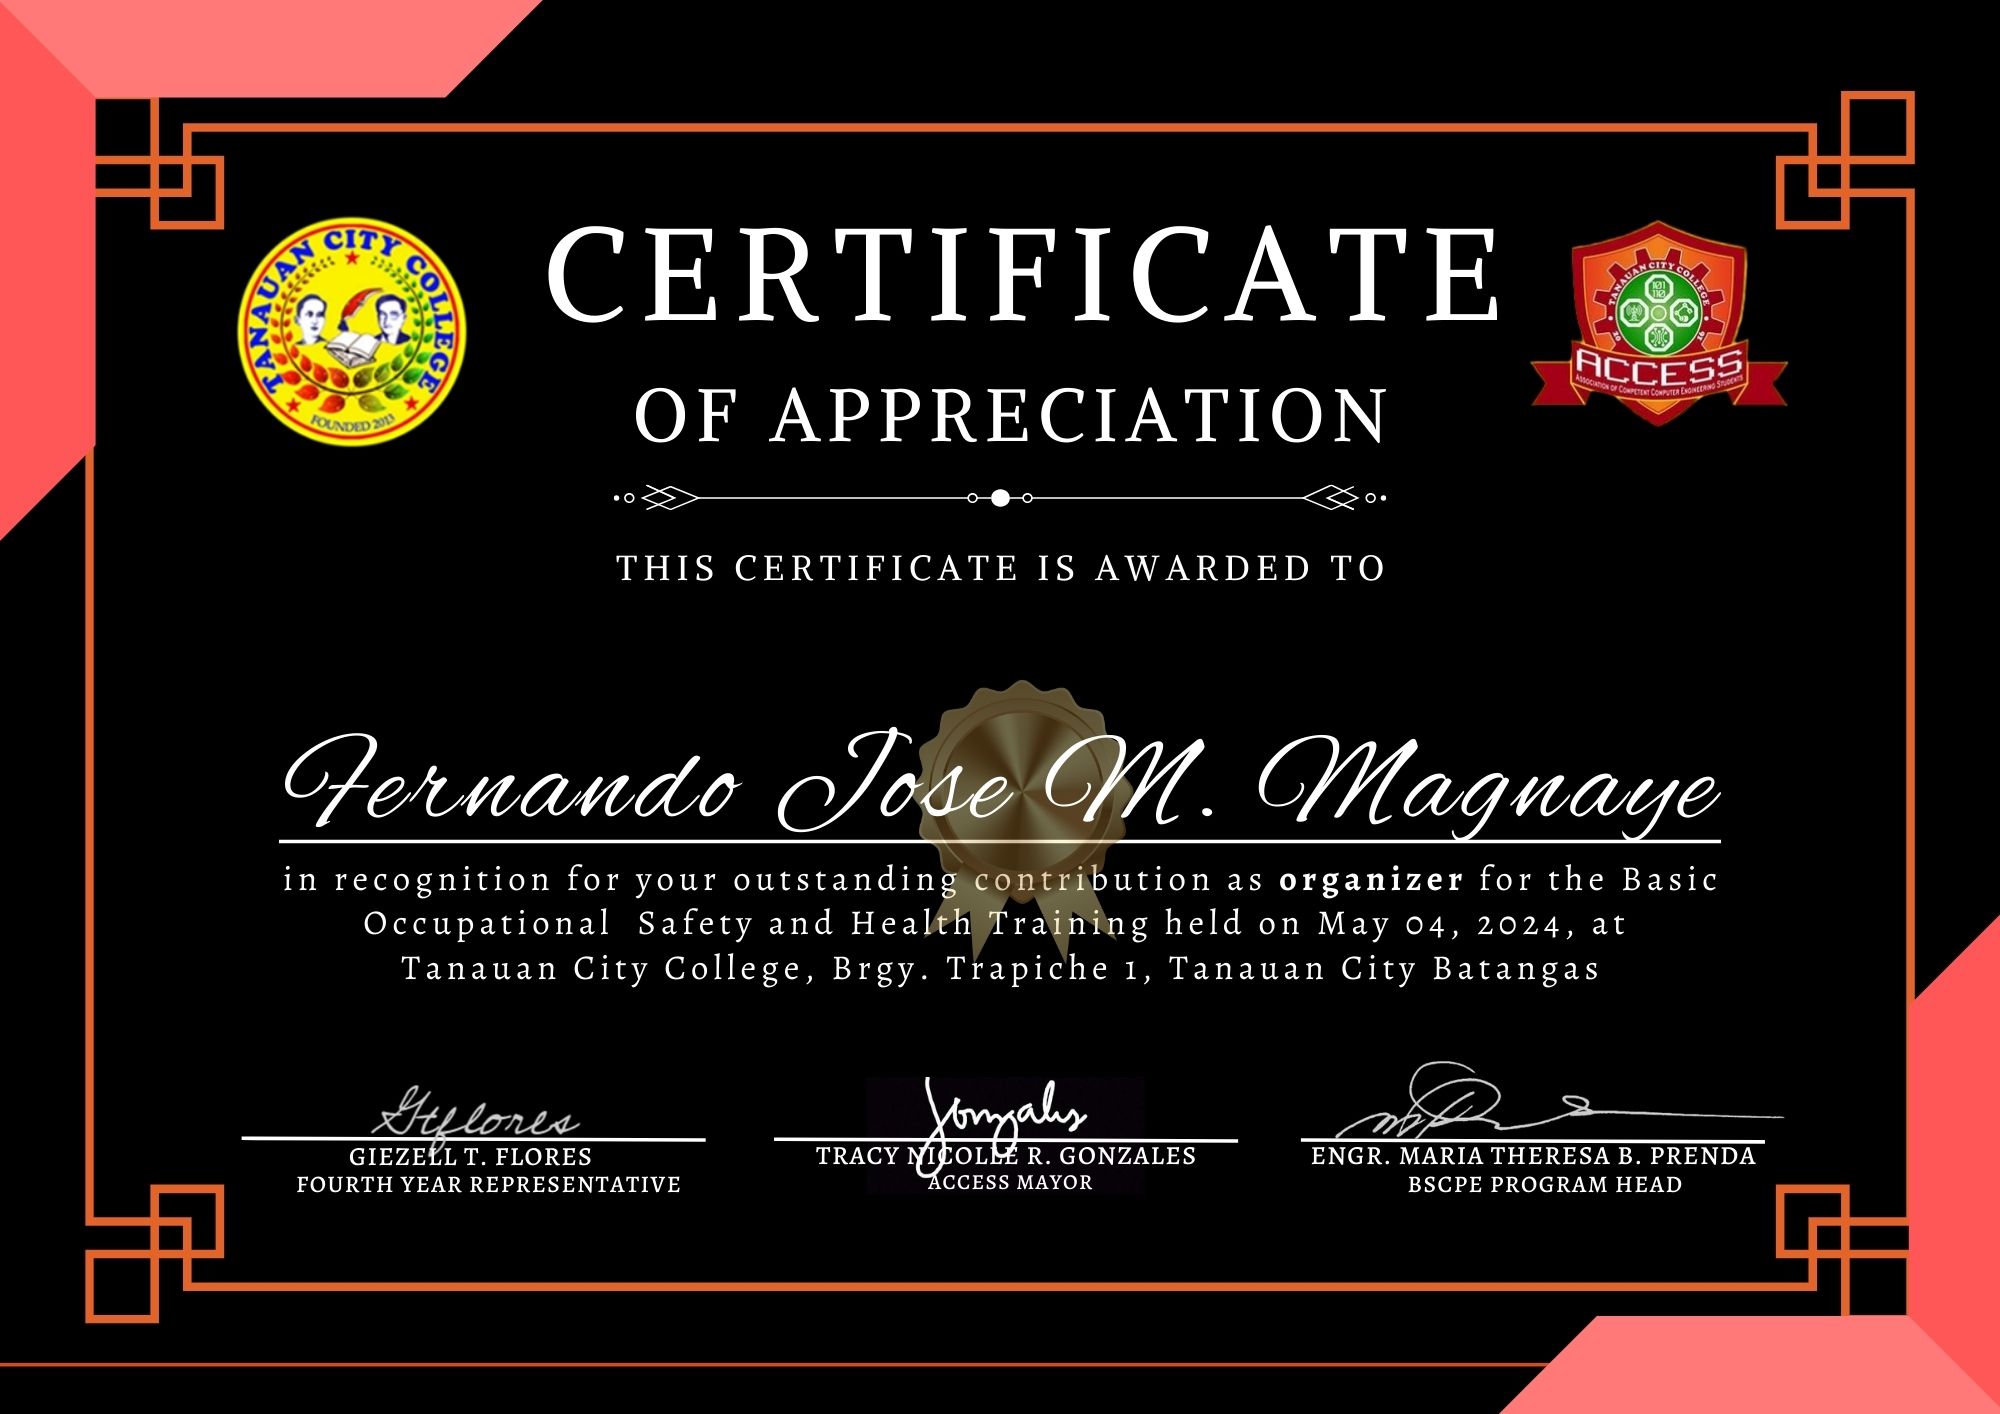 TANAUAN CITY COLLEGE
FOUNDED 2013
CERTIFICATE
OF APPRECIATION
TANAUAN CITY COLLEGE
2016
101
110
ACCESS
ASSOCIATION OF COMPETENT COMPUTER ENGINEERING STUDENTS
THIS CERTIFICATE IS AWARDED TO
Fernando Jose M. Magnaye
in recognition for your outstanding contribution as organizer for the Basic
Occupational Safety and Health Training held on May 04, 2024, at
Tanauan City College, Brgy. Trapiche 1, Tanauan City Batangas
Gtflores
GIEZELL T. FLORES
FOURTH YEAR REPRESENTATIVE
Gonzales
TRACY NICOLLE R. GONZALES
ACCESS MAYOR
ENGR. MARIA THERESA B. PRENDA
BSCPE PROGRAM HEAD